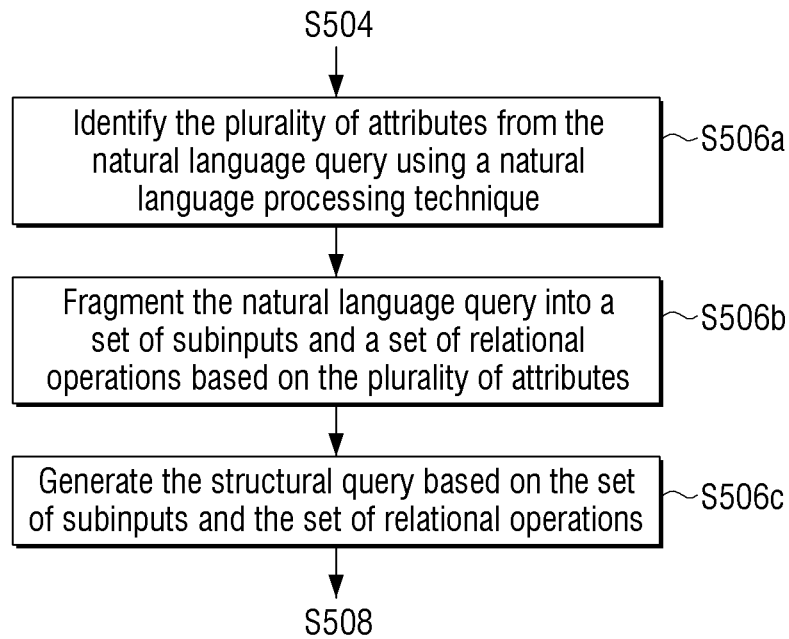 S504
Identify the plurality of attributes from the
natural language query using a natural
language processing technique
S506a
Fragment the natural language query into a
set of subinputs and a set of relational
operations based on the plurality of attributes
S506b
Generate the structural query based on the set
of subinputs and the set of relational operations
S506c
S508